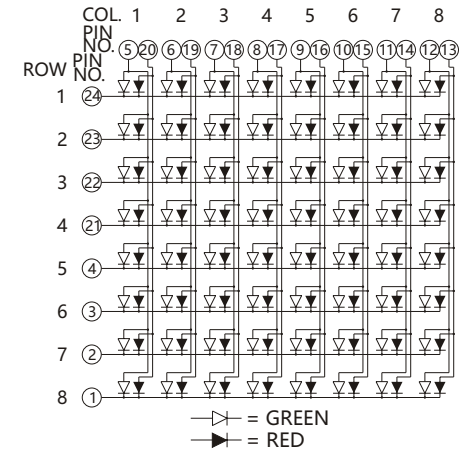 COL. 1 2 3 4 5 6 7 8
PIN NO. 5 20 6 19 7 18 8 17 9 16 10 15 11 14 12 13
ROW PIN NO.
1 24
2 23
3 22
4 21
5 4
6 3
7 2
8 1
= GREEN
= RED